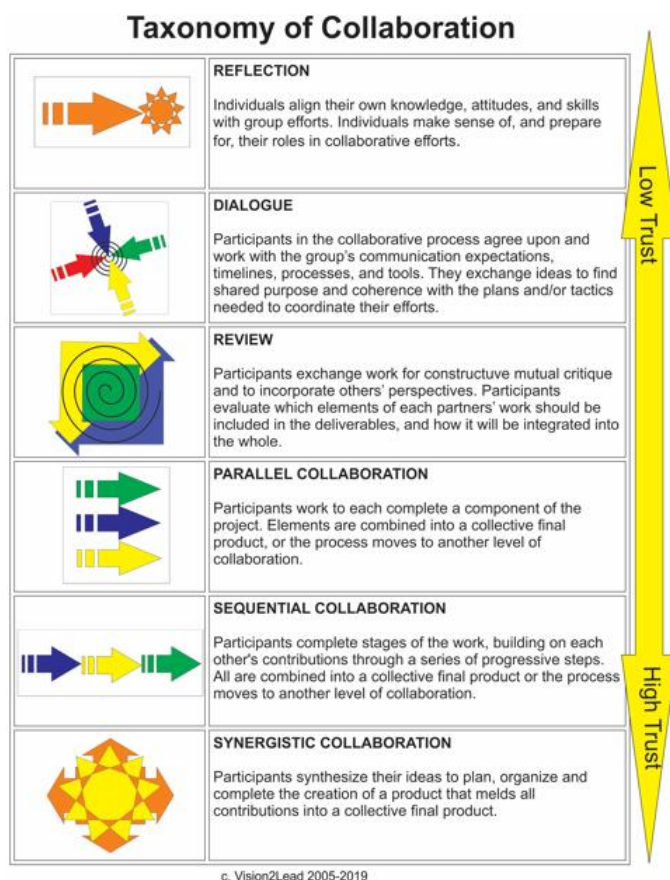 Taxonomy of Collaboration
REFLECTION
Individuals align their own knowledge, attitudes, and skills
with group efforts. Individuals make sense of, and prepare
for, their roles in collaborative efforts.
DIALOGUE
Participants in the collaborative process agree upon and
work with the group's communication expectations,
timelines, processes, and tools. They exchange ideas to find
shared purpose and coherence with the plans and/or tactics
needed to coordinate their efforts.
REVIEW
Participants exchange work for constructuve mutual critique
and to incorporate others' perspectives. Participants
evaluate which elements of each partners' work should be
included in the deliverables, and how it will be integrated into
the whole.
PARALLEL COLLABORATION
Participants work to each complete a component of the
project. Elements are combined into a collective final
product, or the process moves to another level of
collaboration.
SEQUENTIAL COLLABORATION
Participants complete stages of the work, building on each
other's contributions through a series of progressive steps.
All are combined into a collective final product or the process
moves to another level of collaboration.
SYNERGISTIC COLLABORATION
Participants synthesize their ideas to plan, organize and
complete the creation of a product that melds all
contributions into a collective final product.
Low Trust
High Trust
c. Vision2Lead 2005-2019